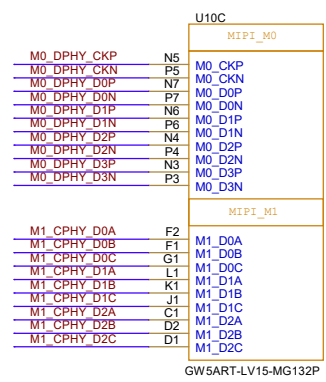 U10C
MIPI_M0
M0_DPHY_CKP N5 M0_CKP
M0_DPHY_CKN P5 M0_CKN
M0_DPHY_D0P N7 M0_D0P
M0_DPHY_D0N P7 M0_D0N
M0_DPHY_D1P N6 M0_D1P
M0_DPHY_D1N P6 M0_D1N
M0_DPHY_D2P N4 M0_D2P
M0_DPHY_D2N P4 M0_D2N
M0_DPHY_D3P N3 M0_D3P
M0_DPHY_D3N P3 M0_D3N
MIPI_M1
M1_CPHY_D0A F2 M1_D0A
M1_CPHY_D0B F1 M1_D0B
M1_CPHY_D0C G1 M1_D0C
M1_CPHY_D1A L1 M1_D1A
M1_CPHY_D1B K1 M1_D1B
M1_CPHY_D1C J1 M1_D1C
M1_CPHY_D2A C1 M1_D2A
M1_CPHY_D2B D2 M1_D2B
M1_CPHY_D2C D1 M1_D2C
GW5ART-LV15-MG132P